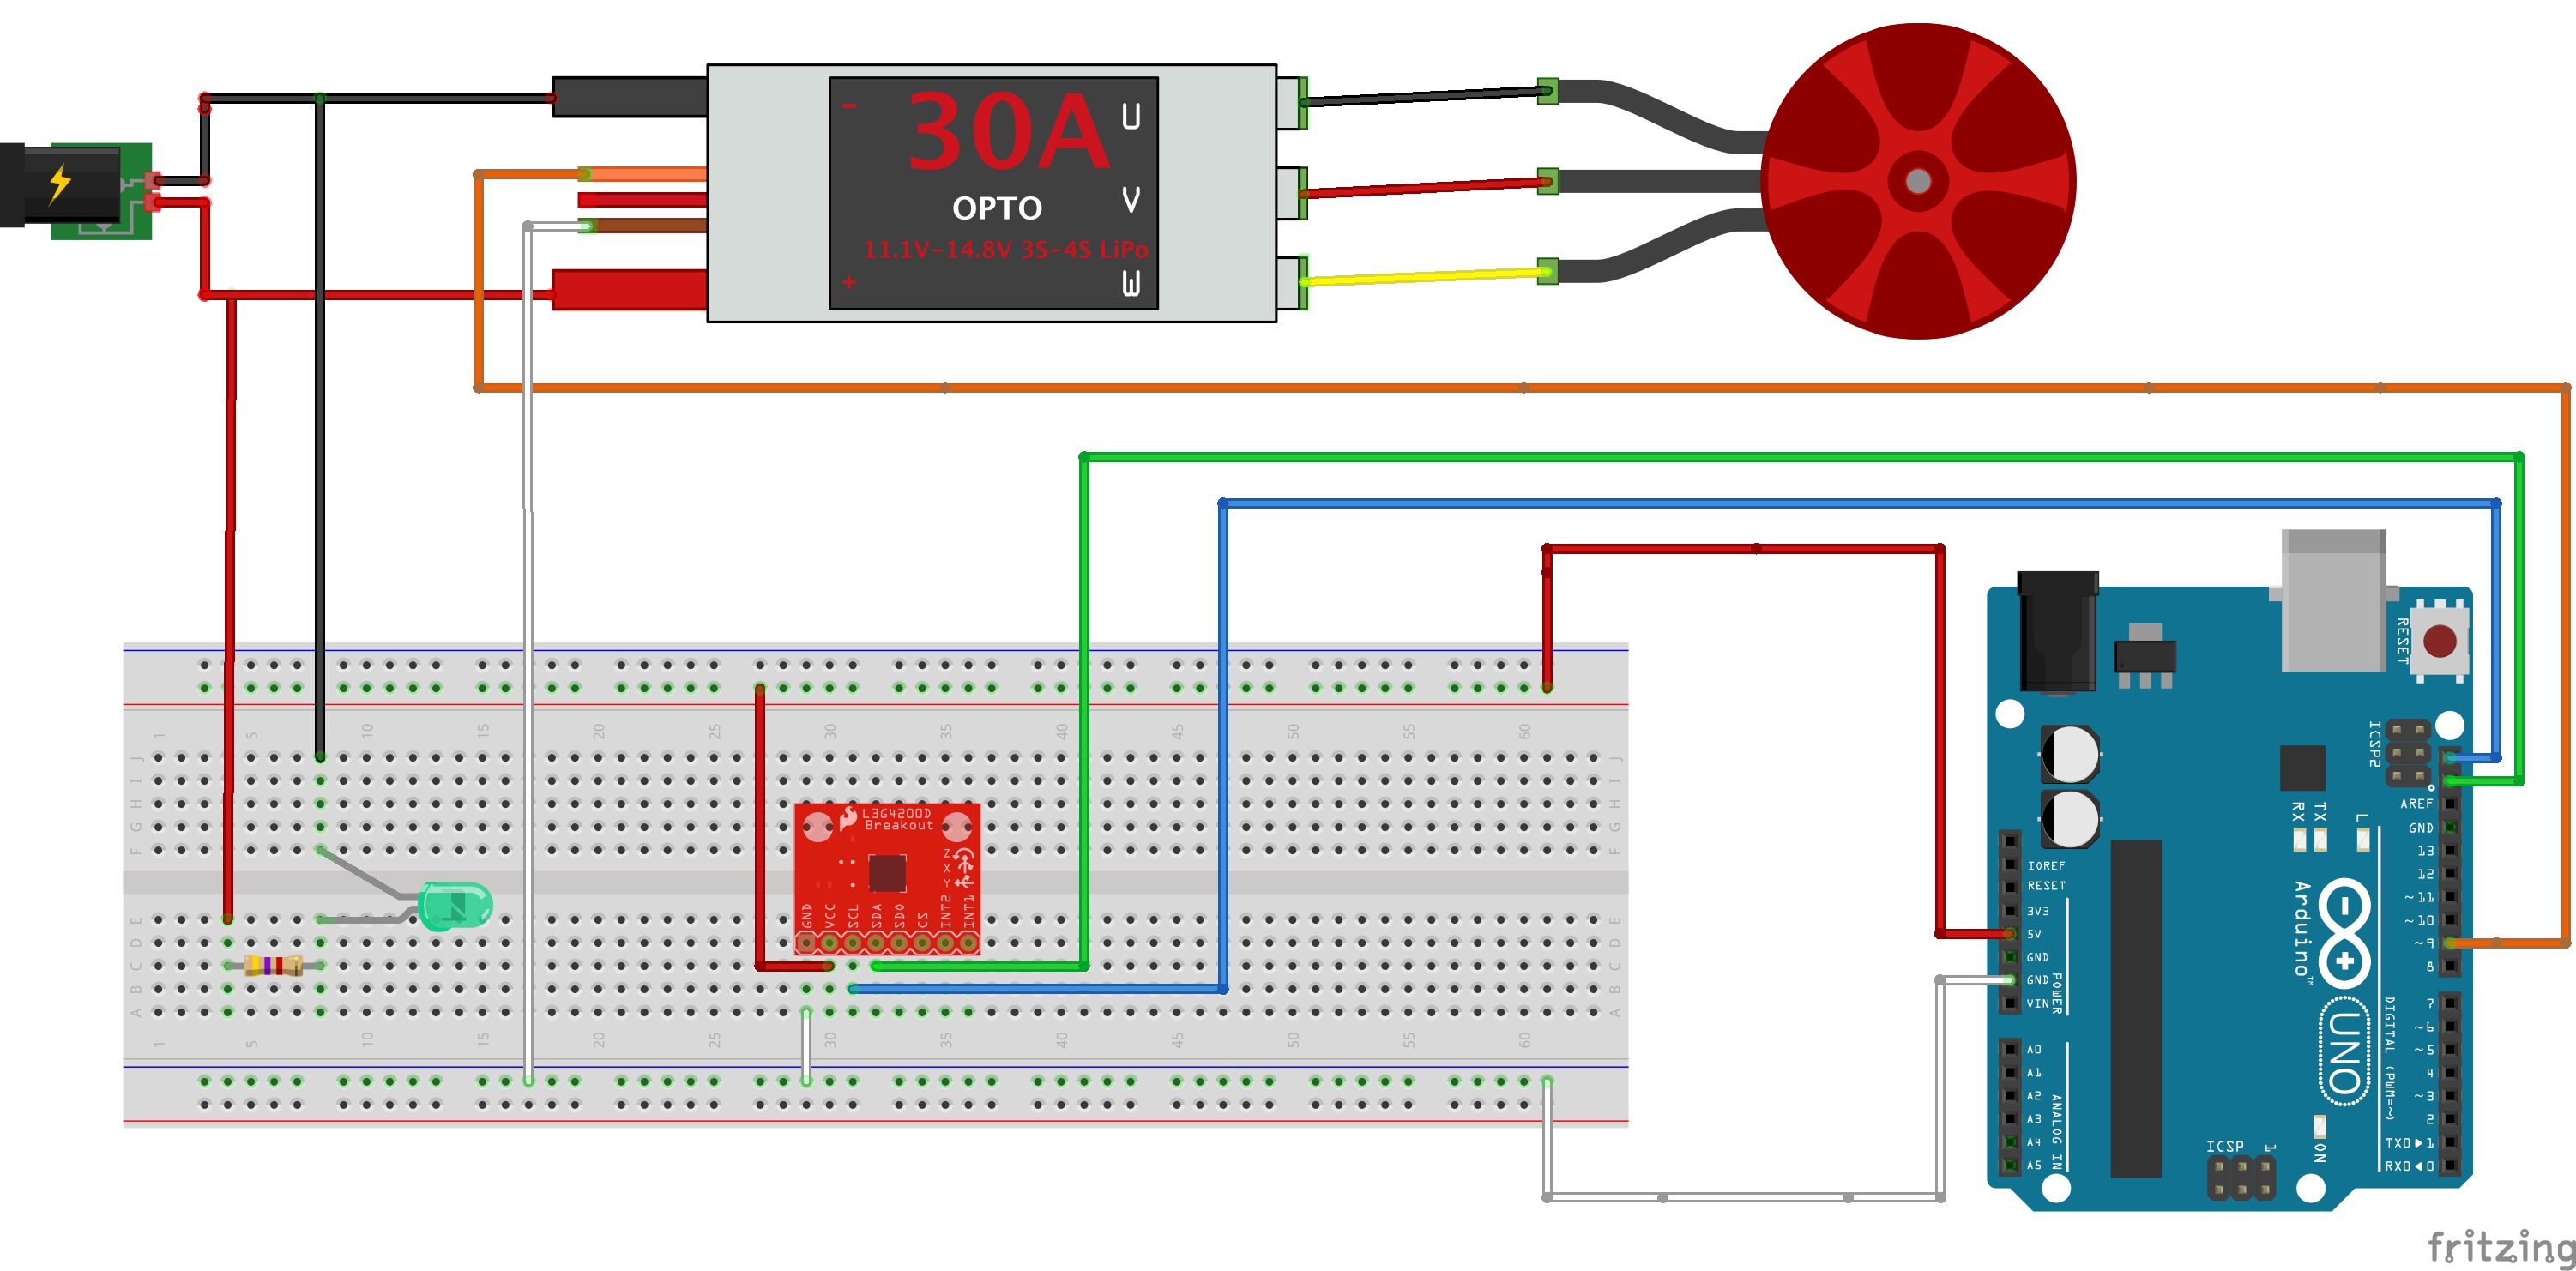 -
30A
U
OPTO
V
11.1V-14.8V 3S-4S LiPo
+
W
1
5
10
15
20
25
30
35
40
45
50
55
60
J
I
H
G
F
J
I
H
G
F
L3G4200D
Breakout
Z
X
Y
GND
VCC
SCL
SDA
SDO
CS
INT2
INT1
E
D
C
B
A
E
D
C
B
A
1
5
10
15
20
25
30
35
40
45
50
55
60
RESET
ICSP2
AREF
GND
13
12
~11
~10
~9
8
7
~6
~5
4
~3
2
TX0▶1
RX0◀0
RX
TX
L
IOREF
RESET
3V3
5V
GND
GND
VIN
POWER
A0
A1
A2
A3
A4
A5
ANALOG IN
Arduino™
UNO
DIGITAL (PWM=~)
ICSP
1
ON
fritzing